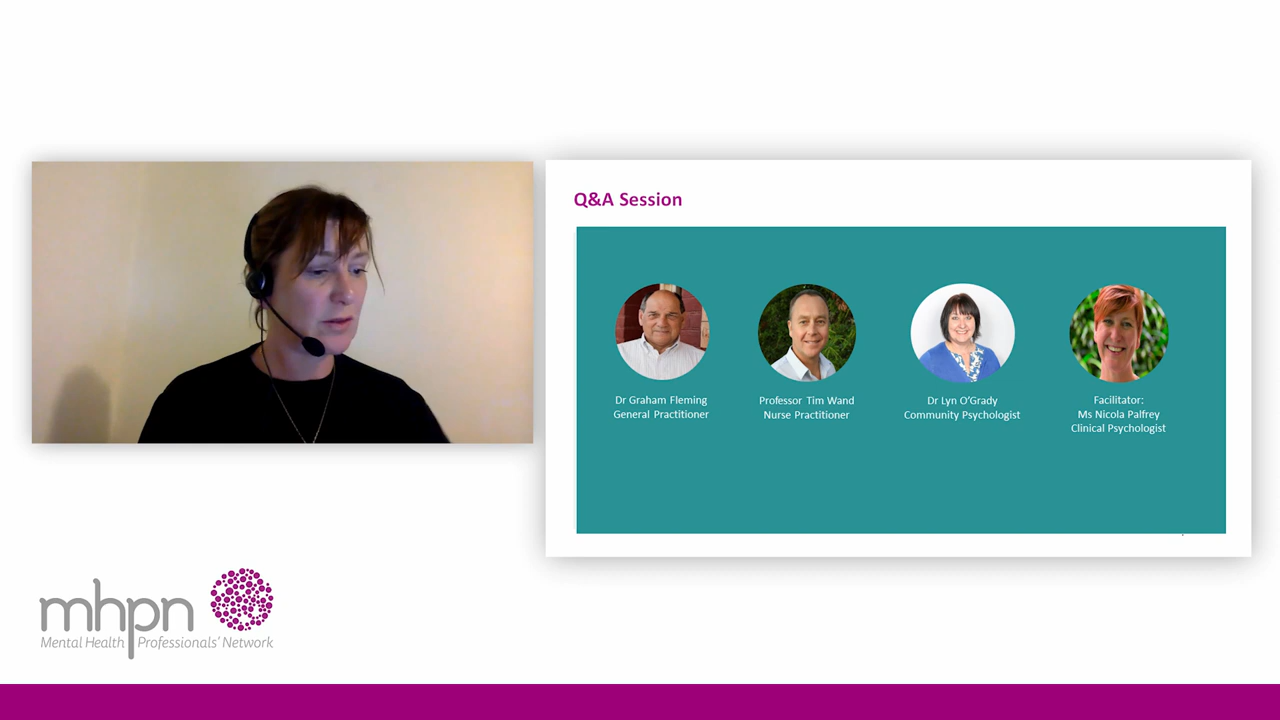 Q&A Session
Dr Graham Fleming
General Practitioner
Professor Tim Wand
Nurse Practitioner
Dr Lyn O'Grady
Community Psychologist
Facilitator:
Ms Nicola Palfrey
Clinical Psychologist
mhpn
Mental Health Professionals' Network